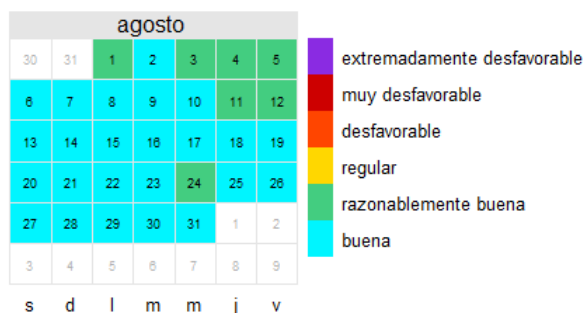 agosto
30 31 1 2 3 4 5
6 7 8 9 10 11 12
13 14 15 16 17 18 19
20 21 22 23 24 25 26
27 28 29 30 31 1 2
3 4 5 6 7 8 9
s d l m m j v
extremadamente desfavorable
muy desfavorable
desfavorable
regular
razonablemente buena
buena